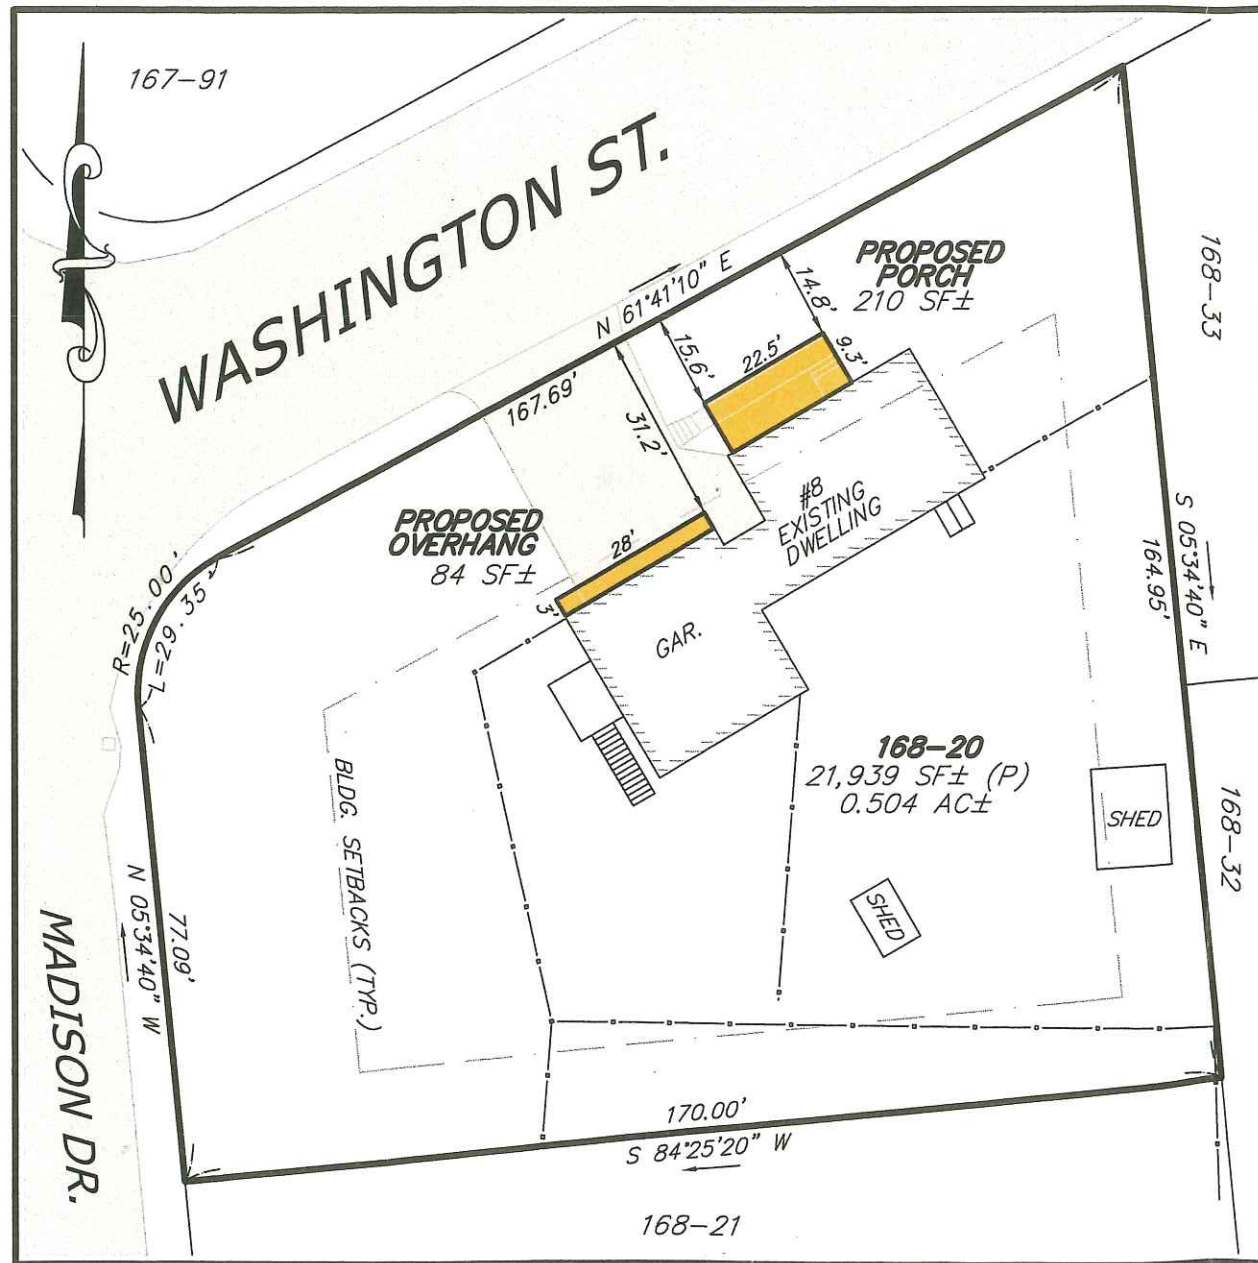 167-91
WASHINGTON ST.
PROPOSED
PORCH
210 SF±
168-33
N 61°41'10" E
14.8'
15.6'
22.5'
9.3'
167.69'
31.2'
#8
EXISTING
DWELLING
PROPOSED
OVERHANG
84 SF±
28'
3'
R=25.00'
L=29.35'
GAR.
S 05°34'40" E
164.95'
168-20
21,939 SF± (P)
0.504 AC±
SHED
SHED
168-32
BLDG. SETBACKS (TYP.)
N 05°34'40" W
77.09'
MADISON DR.
170.00'
S 84°25'20" W
168-21